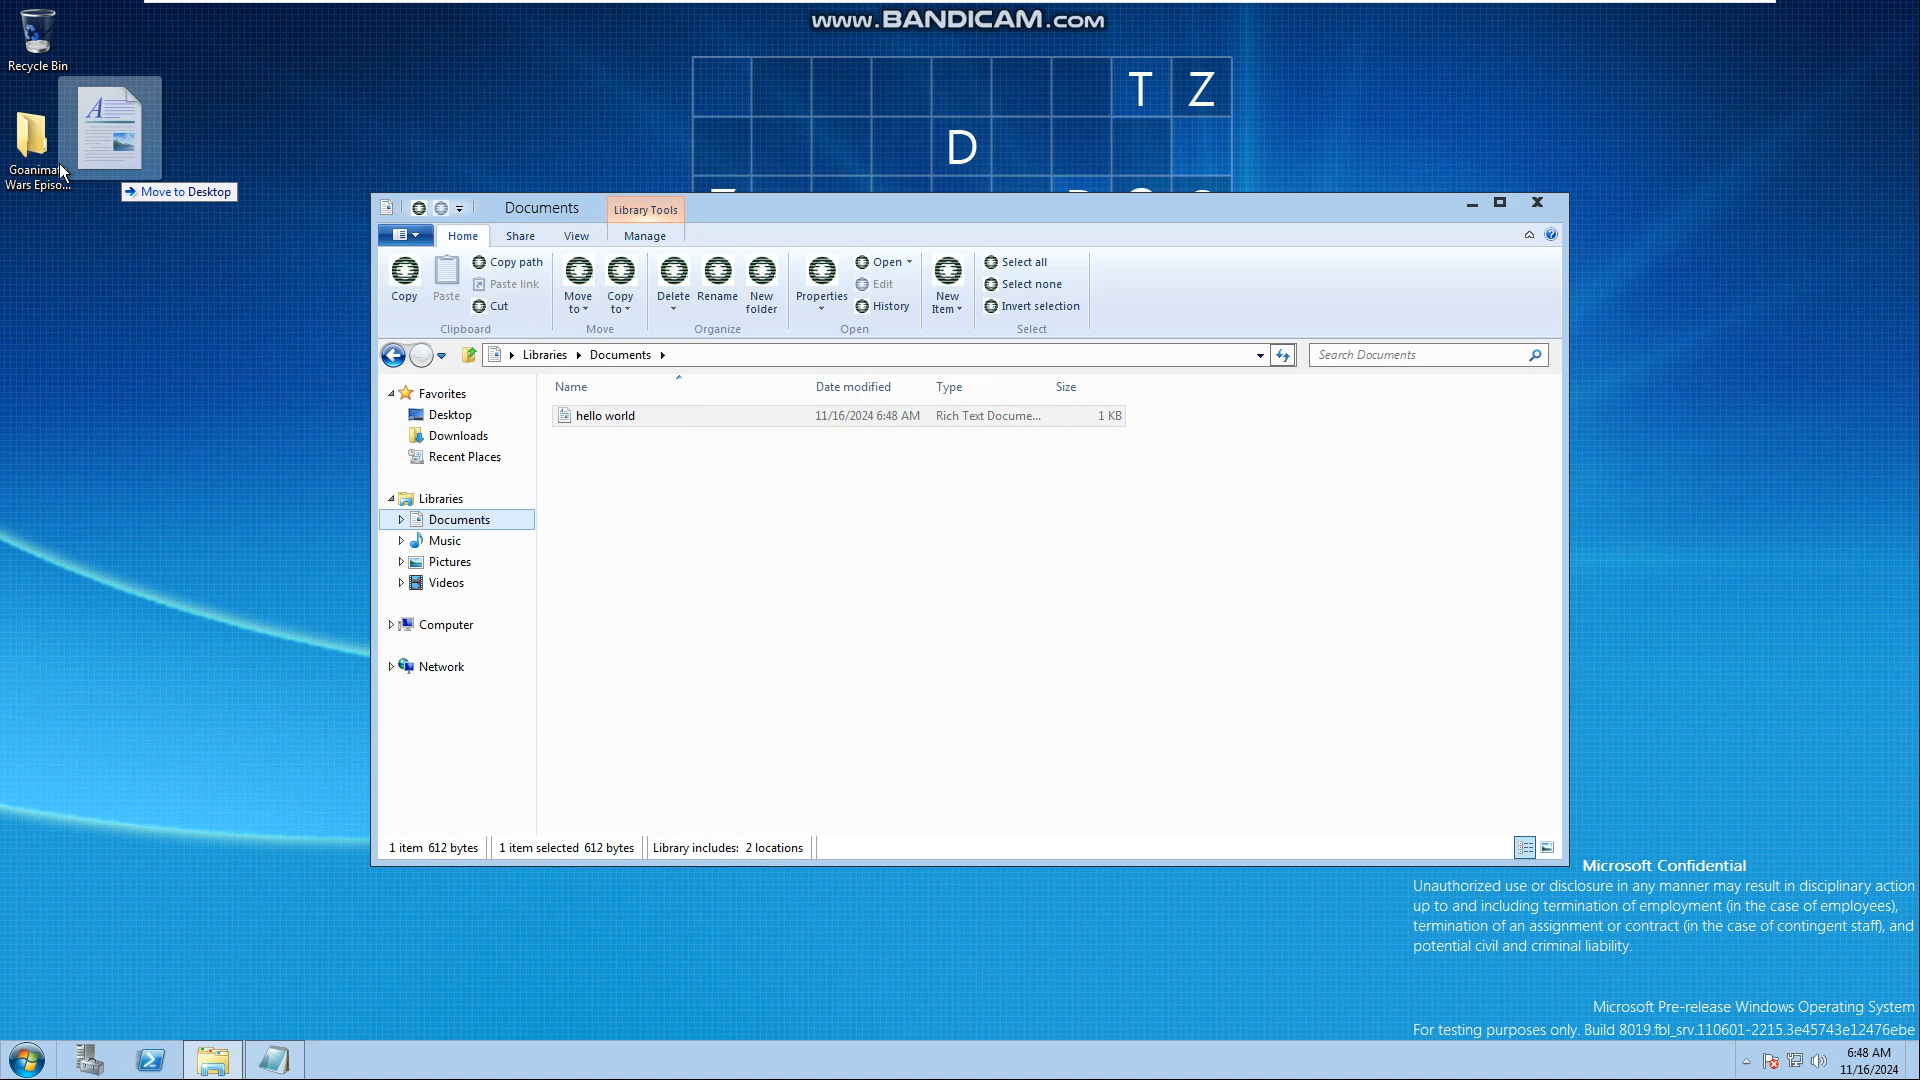 www.BANDICAM.com
Recycle Bin
T Z
D
Goanimat
Wars Episo...
Move to Desktop
Documents
Library Tools
Home
Share
View
Manage
Copy
Paste
Copy path
Paste link
Cut
Clipboard
Move to
Copy to
Move
Delete
Rename
New folder
Organize
Properties
Open
Edit
History
Open
New Item
Select all
Select none
Invert selection
Select
Libraries
Documents
Search Documents
Name
Date modified
Type
Size
hello world
11/16/2024 6:48 AM
Rich Text Docume...
1 KB
Favorites
Desktop
Downloads
Recent Places
Libraries
Documents
Music
Pictures
Videos
Computer
Network
1 item 612 bytes
1 item selected 612 bytes
Library includes: 2 locations
Microsoft Confidential
Unauthorized use or disclosure in any manner may result in disciplinary action
up to and including termination of employment (in the case of employees),
termination of an assignment or contract (in the case of contingent staff), and
potential civil and criminal liability.
Microsoft Pre-release Windows Operating System
For testing purposes only. Build 8019.fbl_srv.110601-2215.3e45743e12476ebe
6:48 AM
11/16/2024